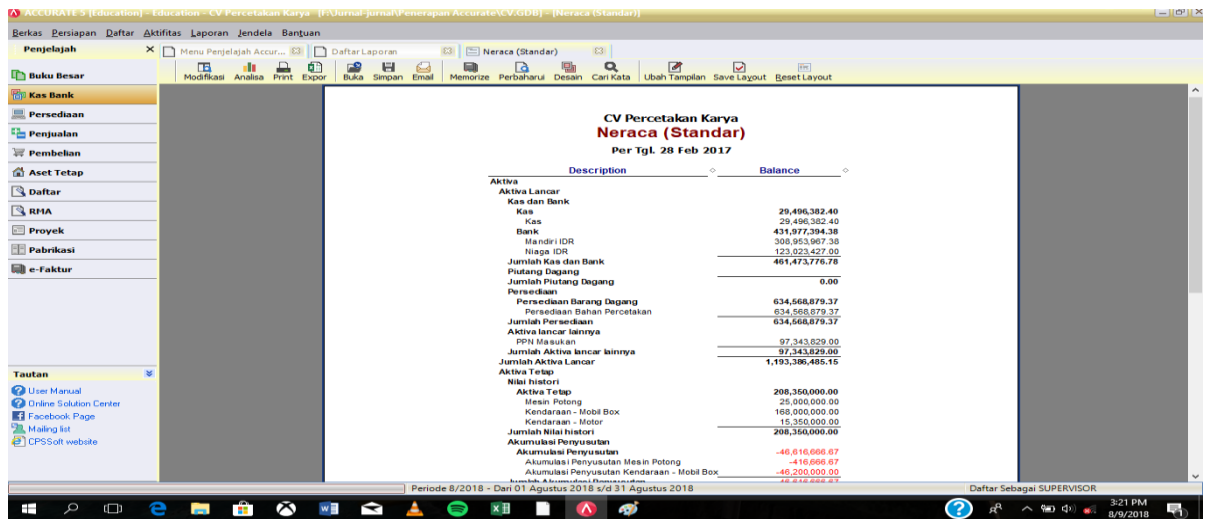 ACCURATE 5 [Education] - Education - CV Percetakan Karya - [F:\Jurnal-jurnal\Penerapan Accurate\CV.GDB] - [Neraca (Standar)]
Berkas Persiapan Daftar Aktifitas Laporan Jendela Bantuan
Penjelajah
Menu Penjelajah Accur...
Daftar Laporan
Neraca (Standar)
Modifikasi Analisa Print Expor Buka Simpan Email Memorize Perbaharui Desain Cari Kata Ubah Tampilan Save Layout Reset Layout
Buku Besar
Kas Bank
Persediaan
Penjualan
Pembelian
Aset Tetap
Daftar
RMA
Proyek
Pabrikasi
e-Faktur
Tautan
User Manual
Online Solution Center
Facebook Page
Mailing list
CPSSoft website
CV Percetakan Karya
Neraca (Standar)
Per Tgl. 28 Feb 2017
Description Balance
Aktiva
Aktiva Lancar
Kas dan Bank
Kas 29,496,382.40
Kas 29,496,382.40
Bank 431,977,394.38
Mandiri IDR 308,953,967.38
Niaga IDR 123,023,427.00
Jumlah Kas dan Bank 461,473,776.78
Piutang Dagang
Jumlah Piutang Dagang 0.00
Persediaan
Persediaan Barang Dagang 634,568,879.37
Persediaan Bahan Percetakan 634,568,879.37
Jumlah Persediaan 634,568,879.37
Aktiva lancar lainnya
PPN Masukan 97,343,829.00
Jumlah Aktiva lancar lainnya 97,343,829.00
Jumlah Aktiva Lancar 1,193,386,485.15
Aktiva Tetap
Nilai histori
Aktiva Tetap 208,350,000.00
Mesin Potong 25,000,000.00
Kendaraan - Mobil Box 168,000,000.00
Kendaraan - Motor 15,350,000.00
Jumlah Nilai histori 208,350,000.00
Akumulasi Penyusutan
Akumulasi Penyusutan -46,616,666.67
Akumulasi Penyusutan Mesin Potong -416,666.67
Akumulasi Penyusutan Kendaraan - Mobil Box -46,200,000.00
Jumlah Akumulasi Penyusutan -46,616,666.67
Periode 8/2018 - Dari 01 Agustus 2018 s/d 31 Agustus 2018
Daftar Sebagai SUPERVISOR
3:21 PM
8/9/2018